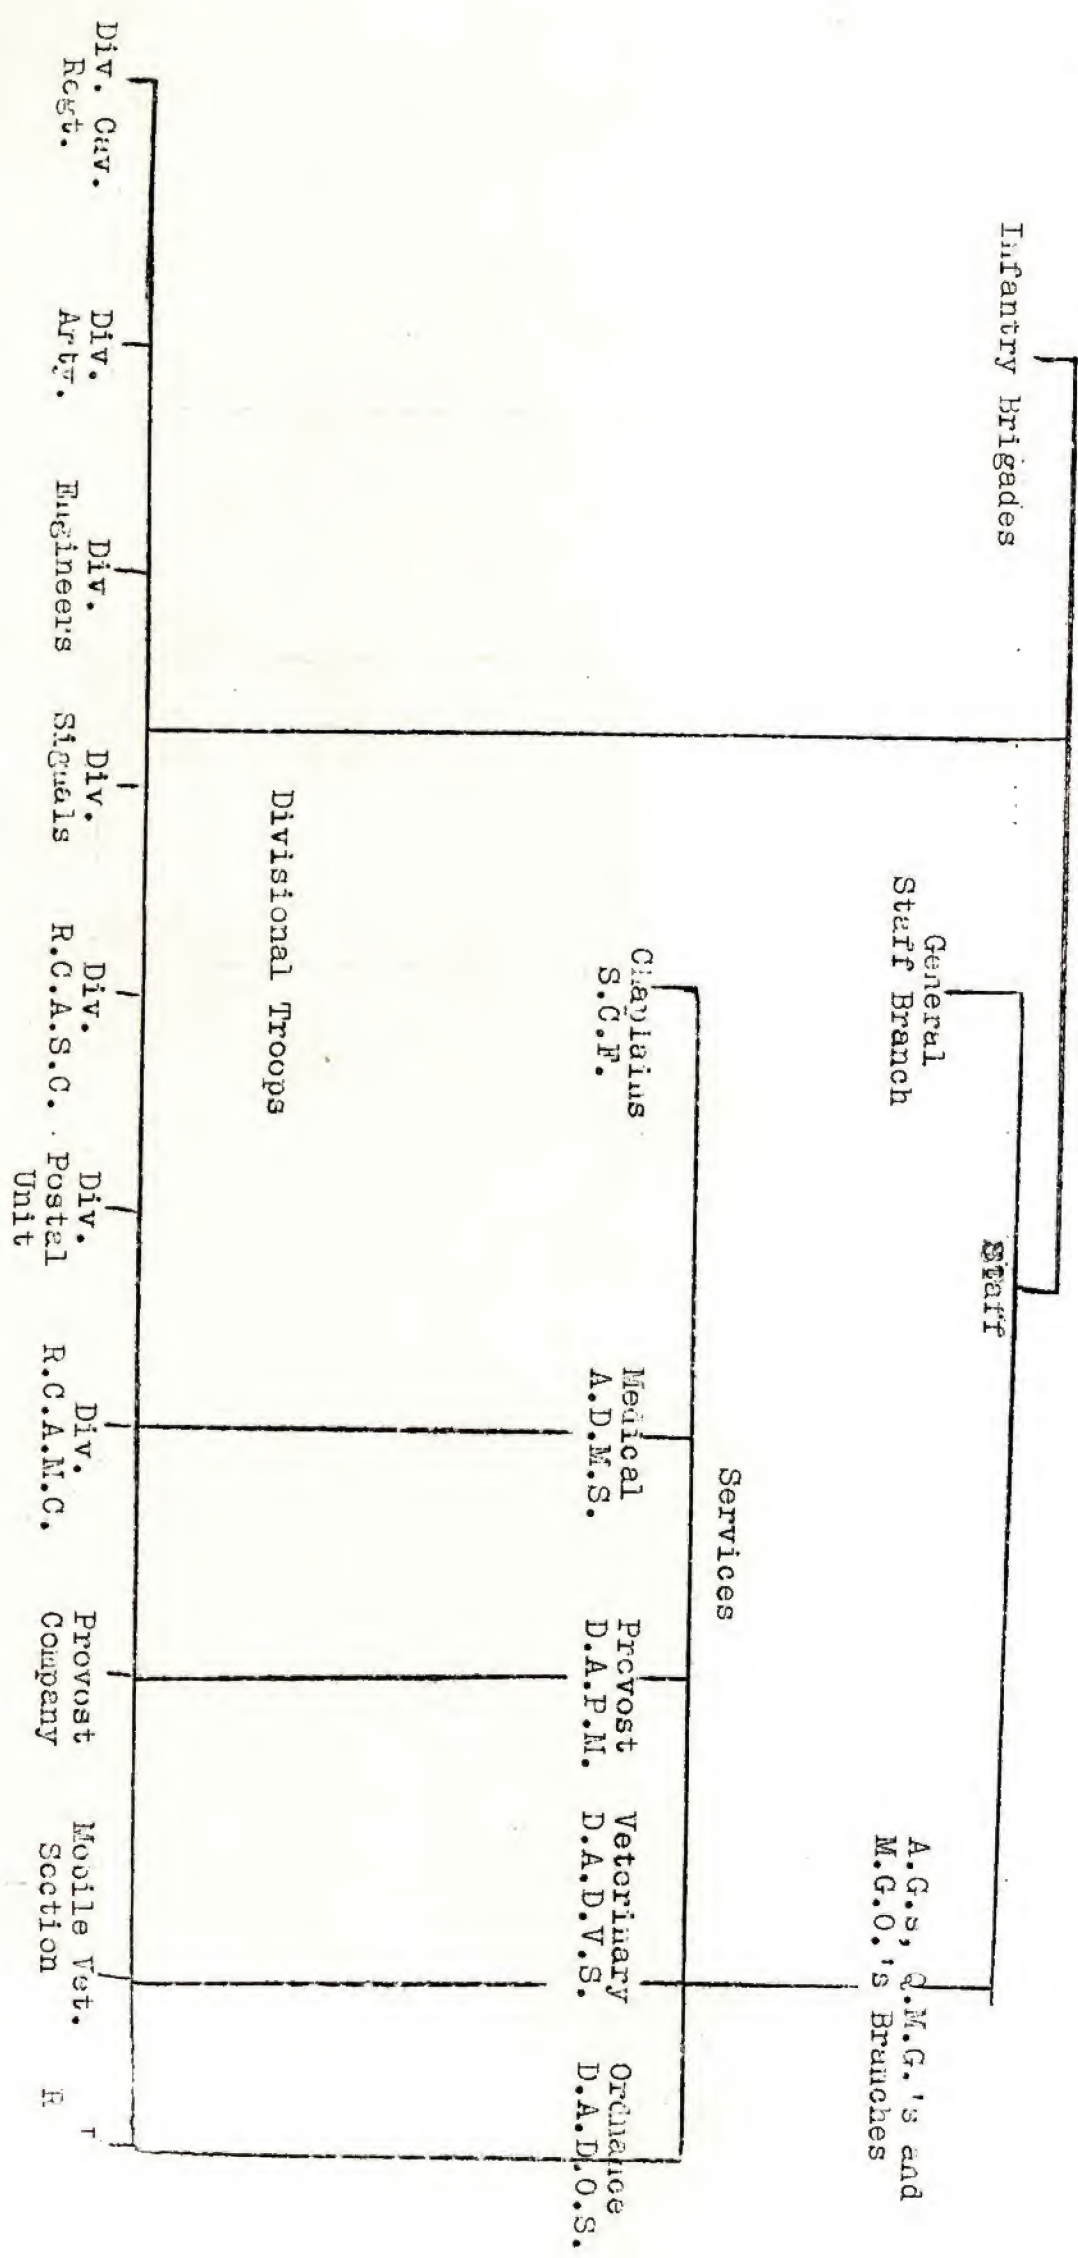 Infantry Brigades
Staff
General
Staff Branch
A.G.s, Q.M.G.'s and
M.G.O.'s Branches
Services
Chaplains
S.C.F.
Medical
A.D.M.S.
Provost
D.A.P.M.
Veterinary
D.A.D.V.S.
Ordnance
D.A.D.O.S.
Divisional Troops
Div. Cav.
Regt.
Div.
Arty.
Div.
Engineers
Div.
Signals
Div.
R.C.A.S.C.
Div.
Postal
Unit
Div.
R.C.A.M.C.
Provost
Company
Mobile Vet.
Section
R